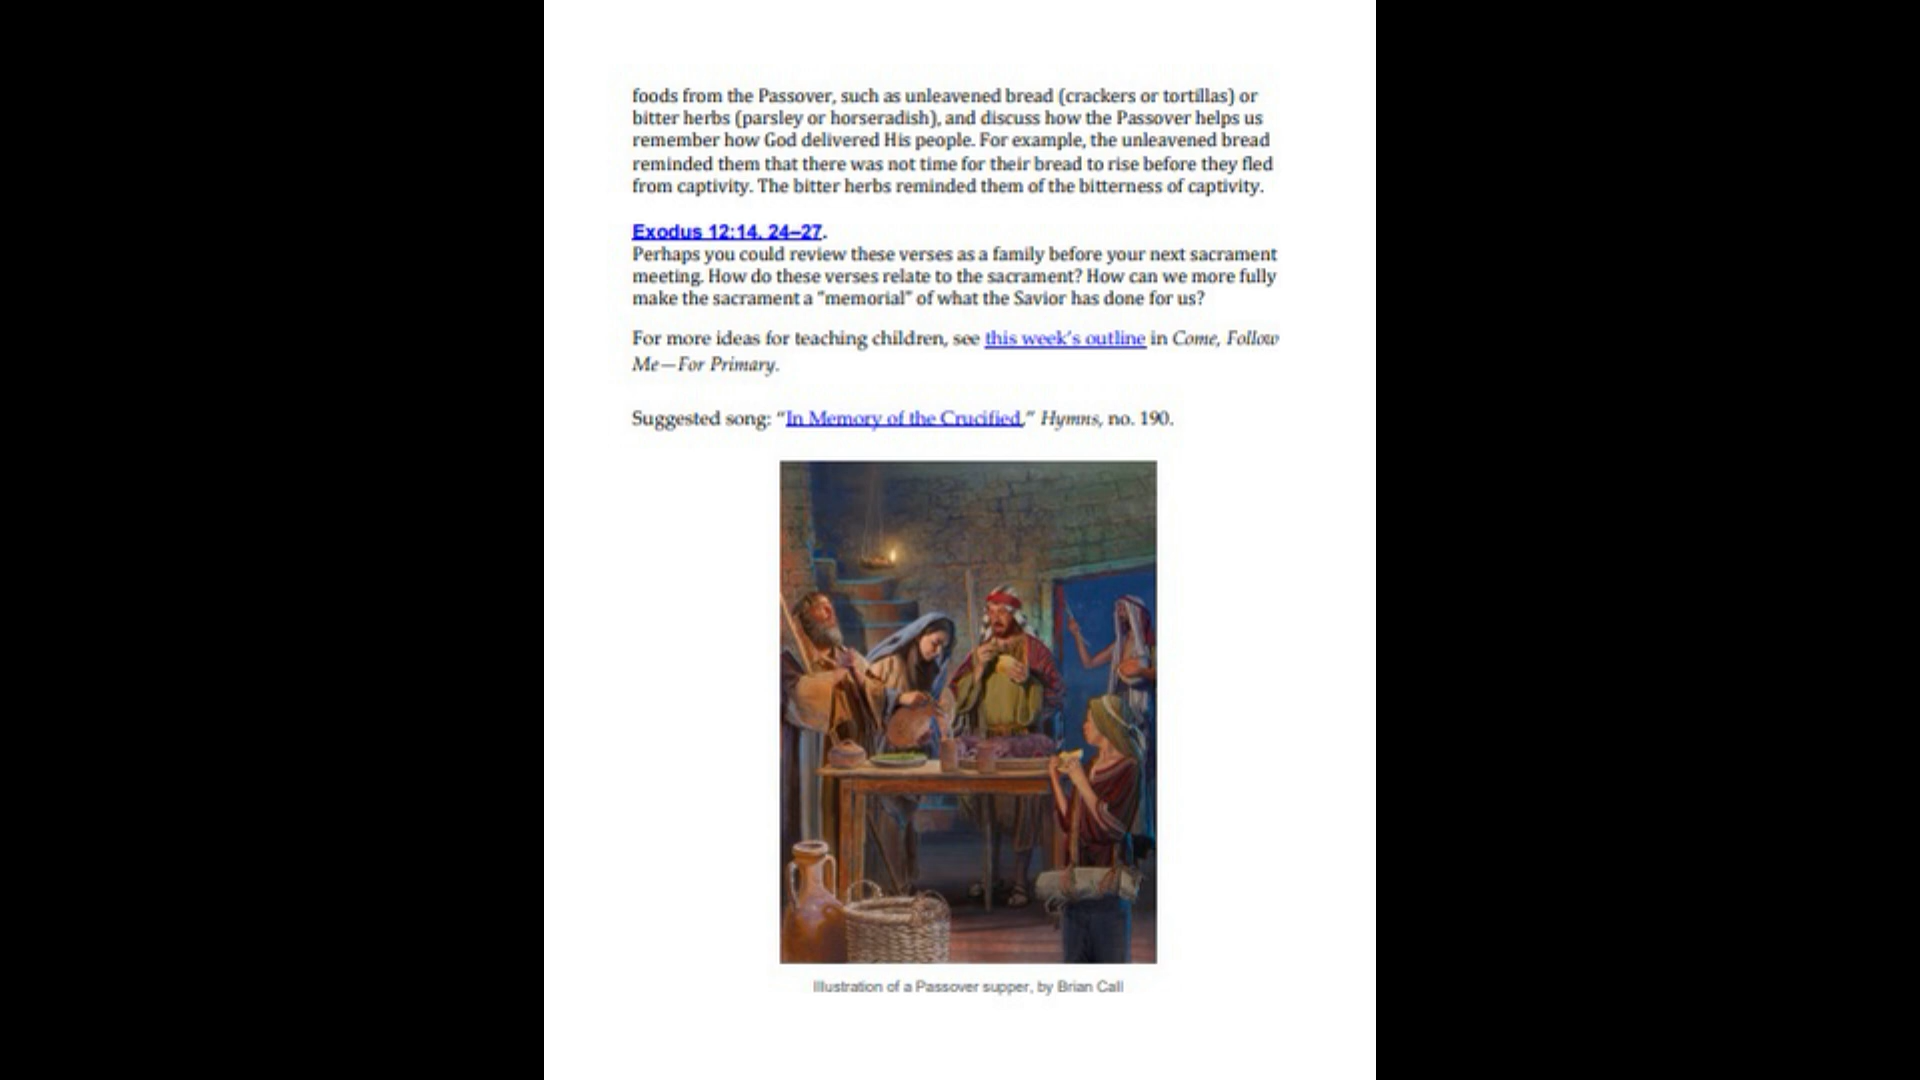 foods from the Passover, such as unleavened bread (crackers or tortillas) or
bitter herbs (parsley or horseradish), and discuss how the Passover helps us
remember how God delivered His people. For example, the unleavened bread
reminded them that there was not time for their bread to rise before they fled
from captivity. The bitter herbs reminded them of the bitterness of captivity.
Exodus 12:14, 24–27.
Perhaps you could review these verses as a family before your next sacrament
meeting. How do these verses relate to the sacrament? How can we more fully
make the sacrament a “memorial” of what the Savior has done for us?
For more ideas for teaching children, see this week’s outline in Come, Follow
Me—For Primary.
Suggested song: “In Memory of the Crucified,” Hymns, no. 190.
Illustration of a Passover supper, by Brian Call